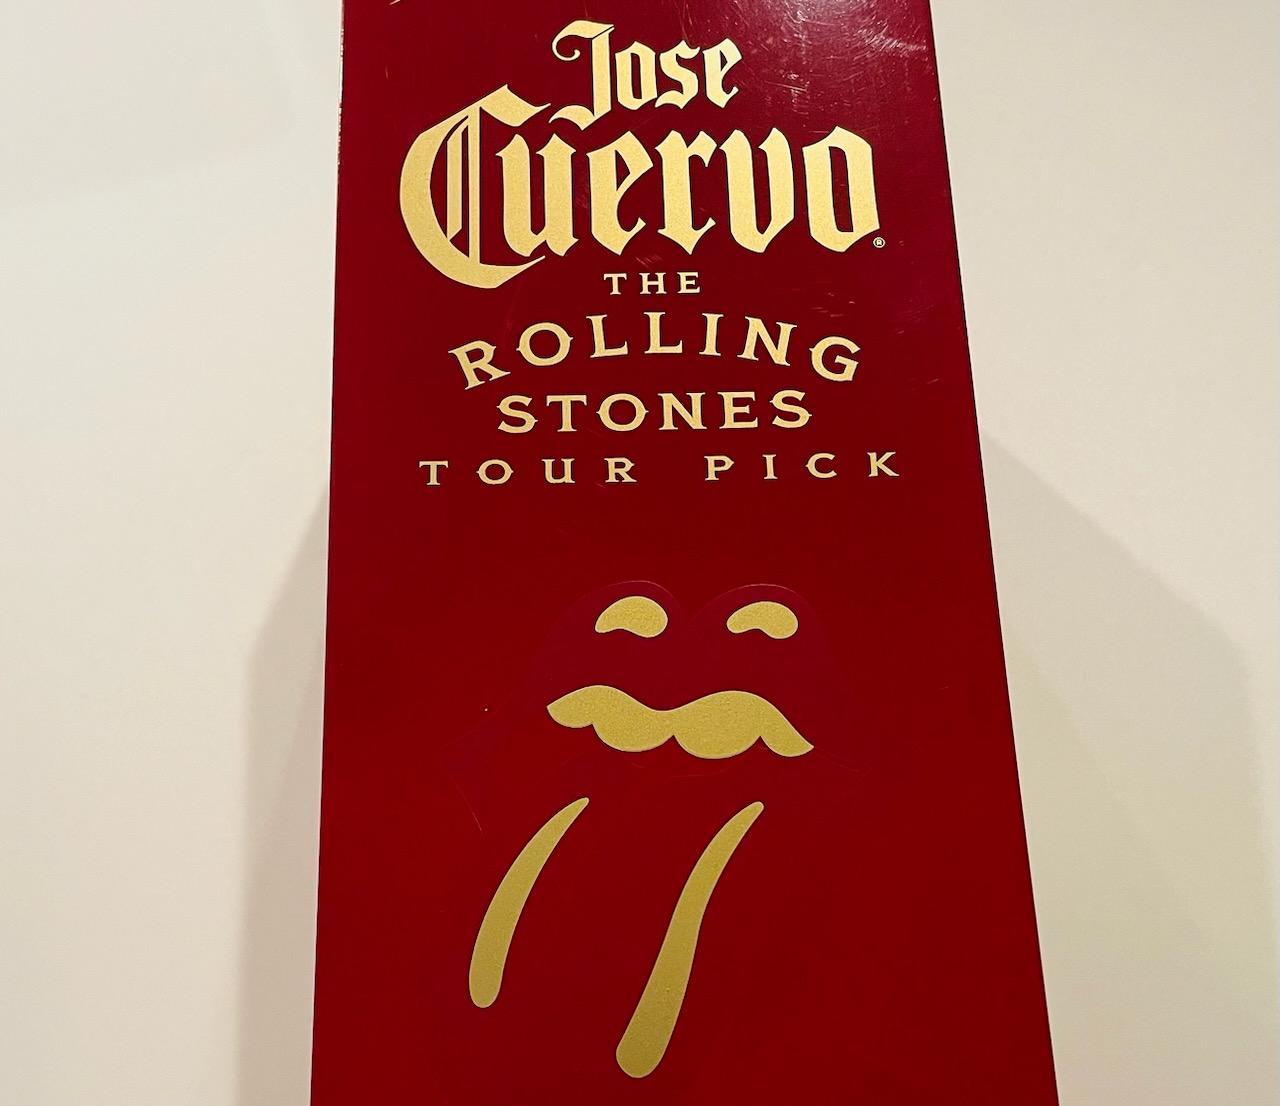 Jose
Cuervo®
THE
ROLLING
STONES
TOUR PICK